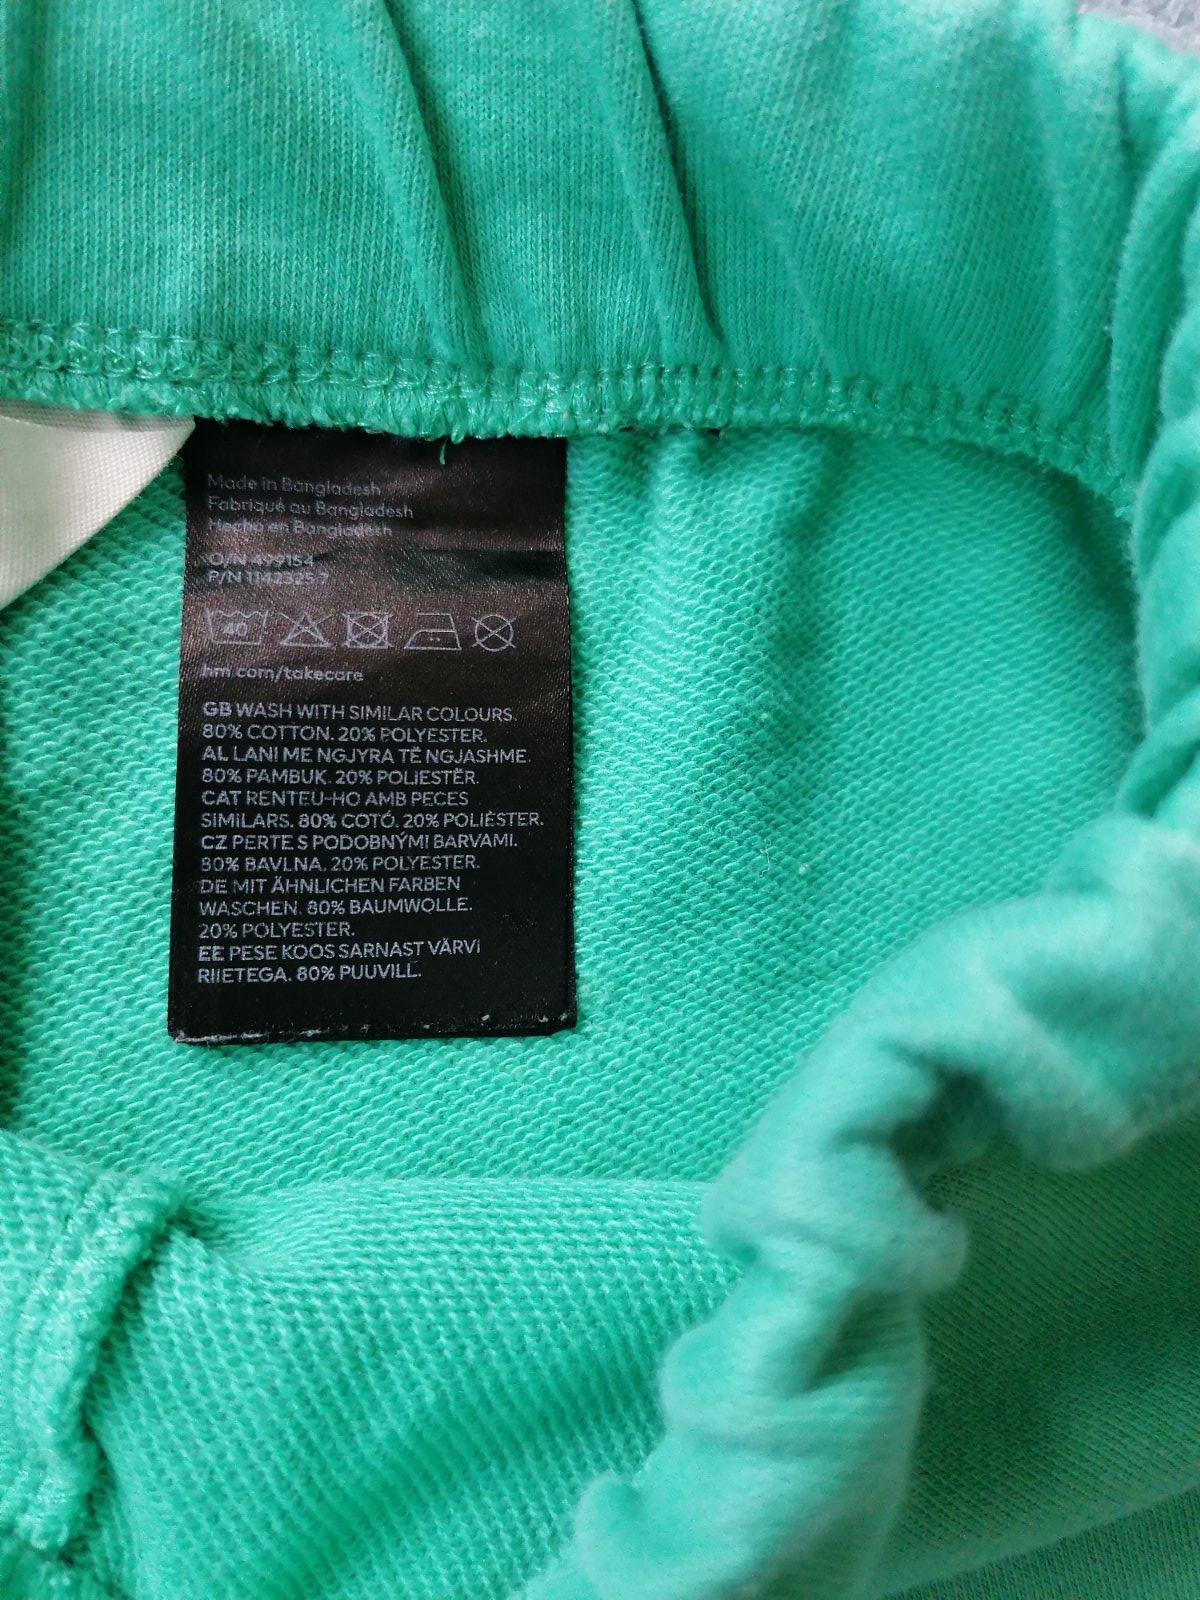 Made in Bangladesh
Fabriqué au Bangladesh
Hecho en Bangladesh
O/N 499154
P/N 11423257
40
hm.com/takecare
GB WASH WITH SIMILAR COLOURS.
80% COTTON. 20% POLYESTER.
AL LANI ME NGJYRA TË NGJASHME.
80% PAMBUK. 20% POLIESTËR.
CAT RENTEU-HO AMB PECES
SIMILARS. 80% COTÓ. 20% POLIÈSTER.
CZ PERTE S PODOBNÝMI BARVAMI.
80% BAVLNA. 20% POLYESTER.
DE MIT ÄHNLICHEN FARBEN
WASCHEN. 80% BAUMWOLLE.
20% POLYESTER.
EE PESE KOOS SARNAST VÄRVI
RIIETEGA. 80% PUUVILL.